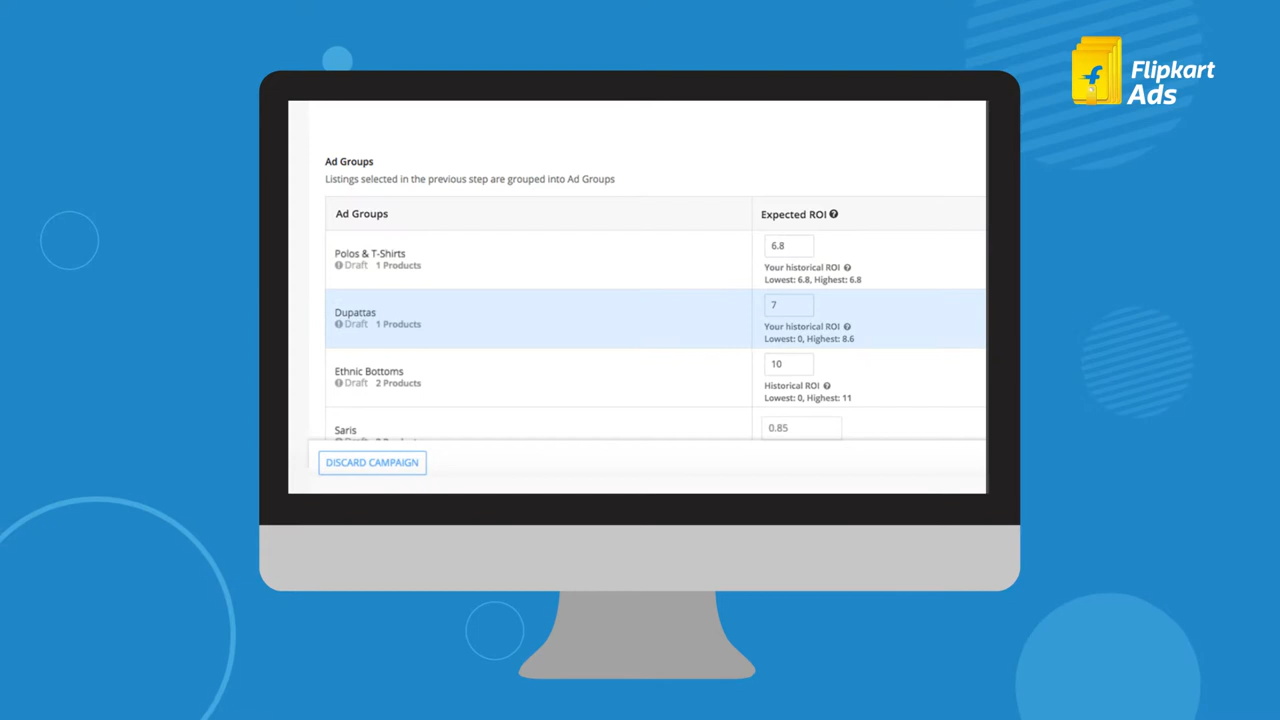 Flipkart
Ads
Ad Groups
Listings selected in the previous step are grouped into Ad Groups
Ad Groups
Expected ROI
Polos & T-Shirts
Draft 1 Products
6.8
Your historical ROI
Lowest: 6.8, Highest: 6.8
Dupattas
Draft 1 Products
7
Your historical ROI
Lowest: 0, Highest: 8.6
Ethnic Bottoms
Draft 2 Products
10
Historical ROI
Lowest: 0, Highest: 11
Saris
0.85
DISCARD CAMPAIGN